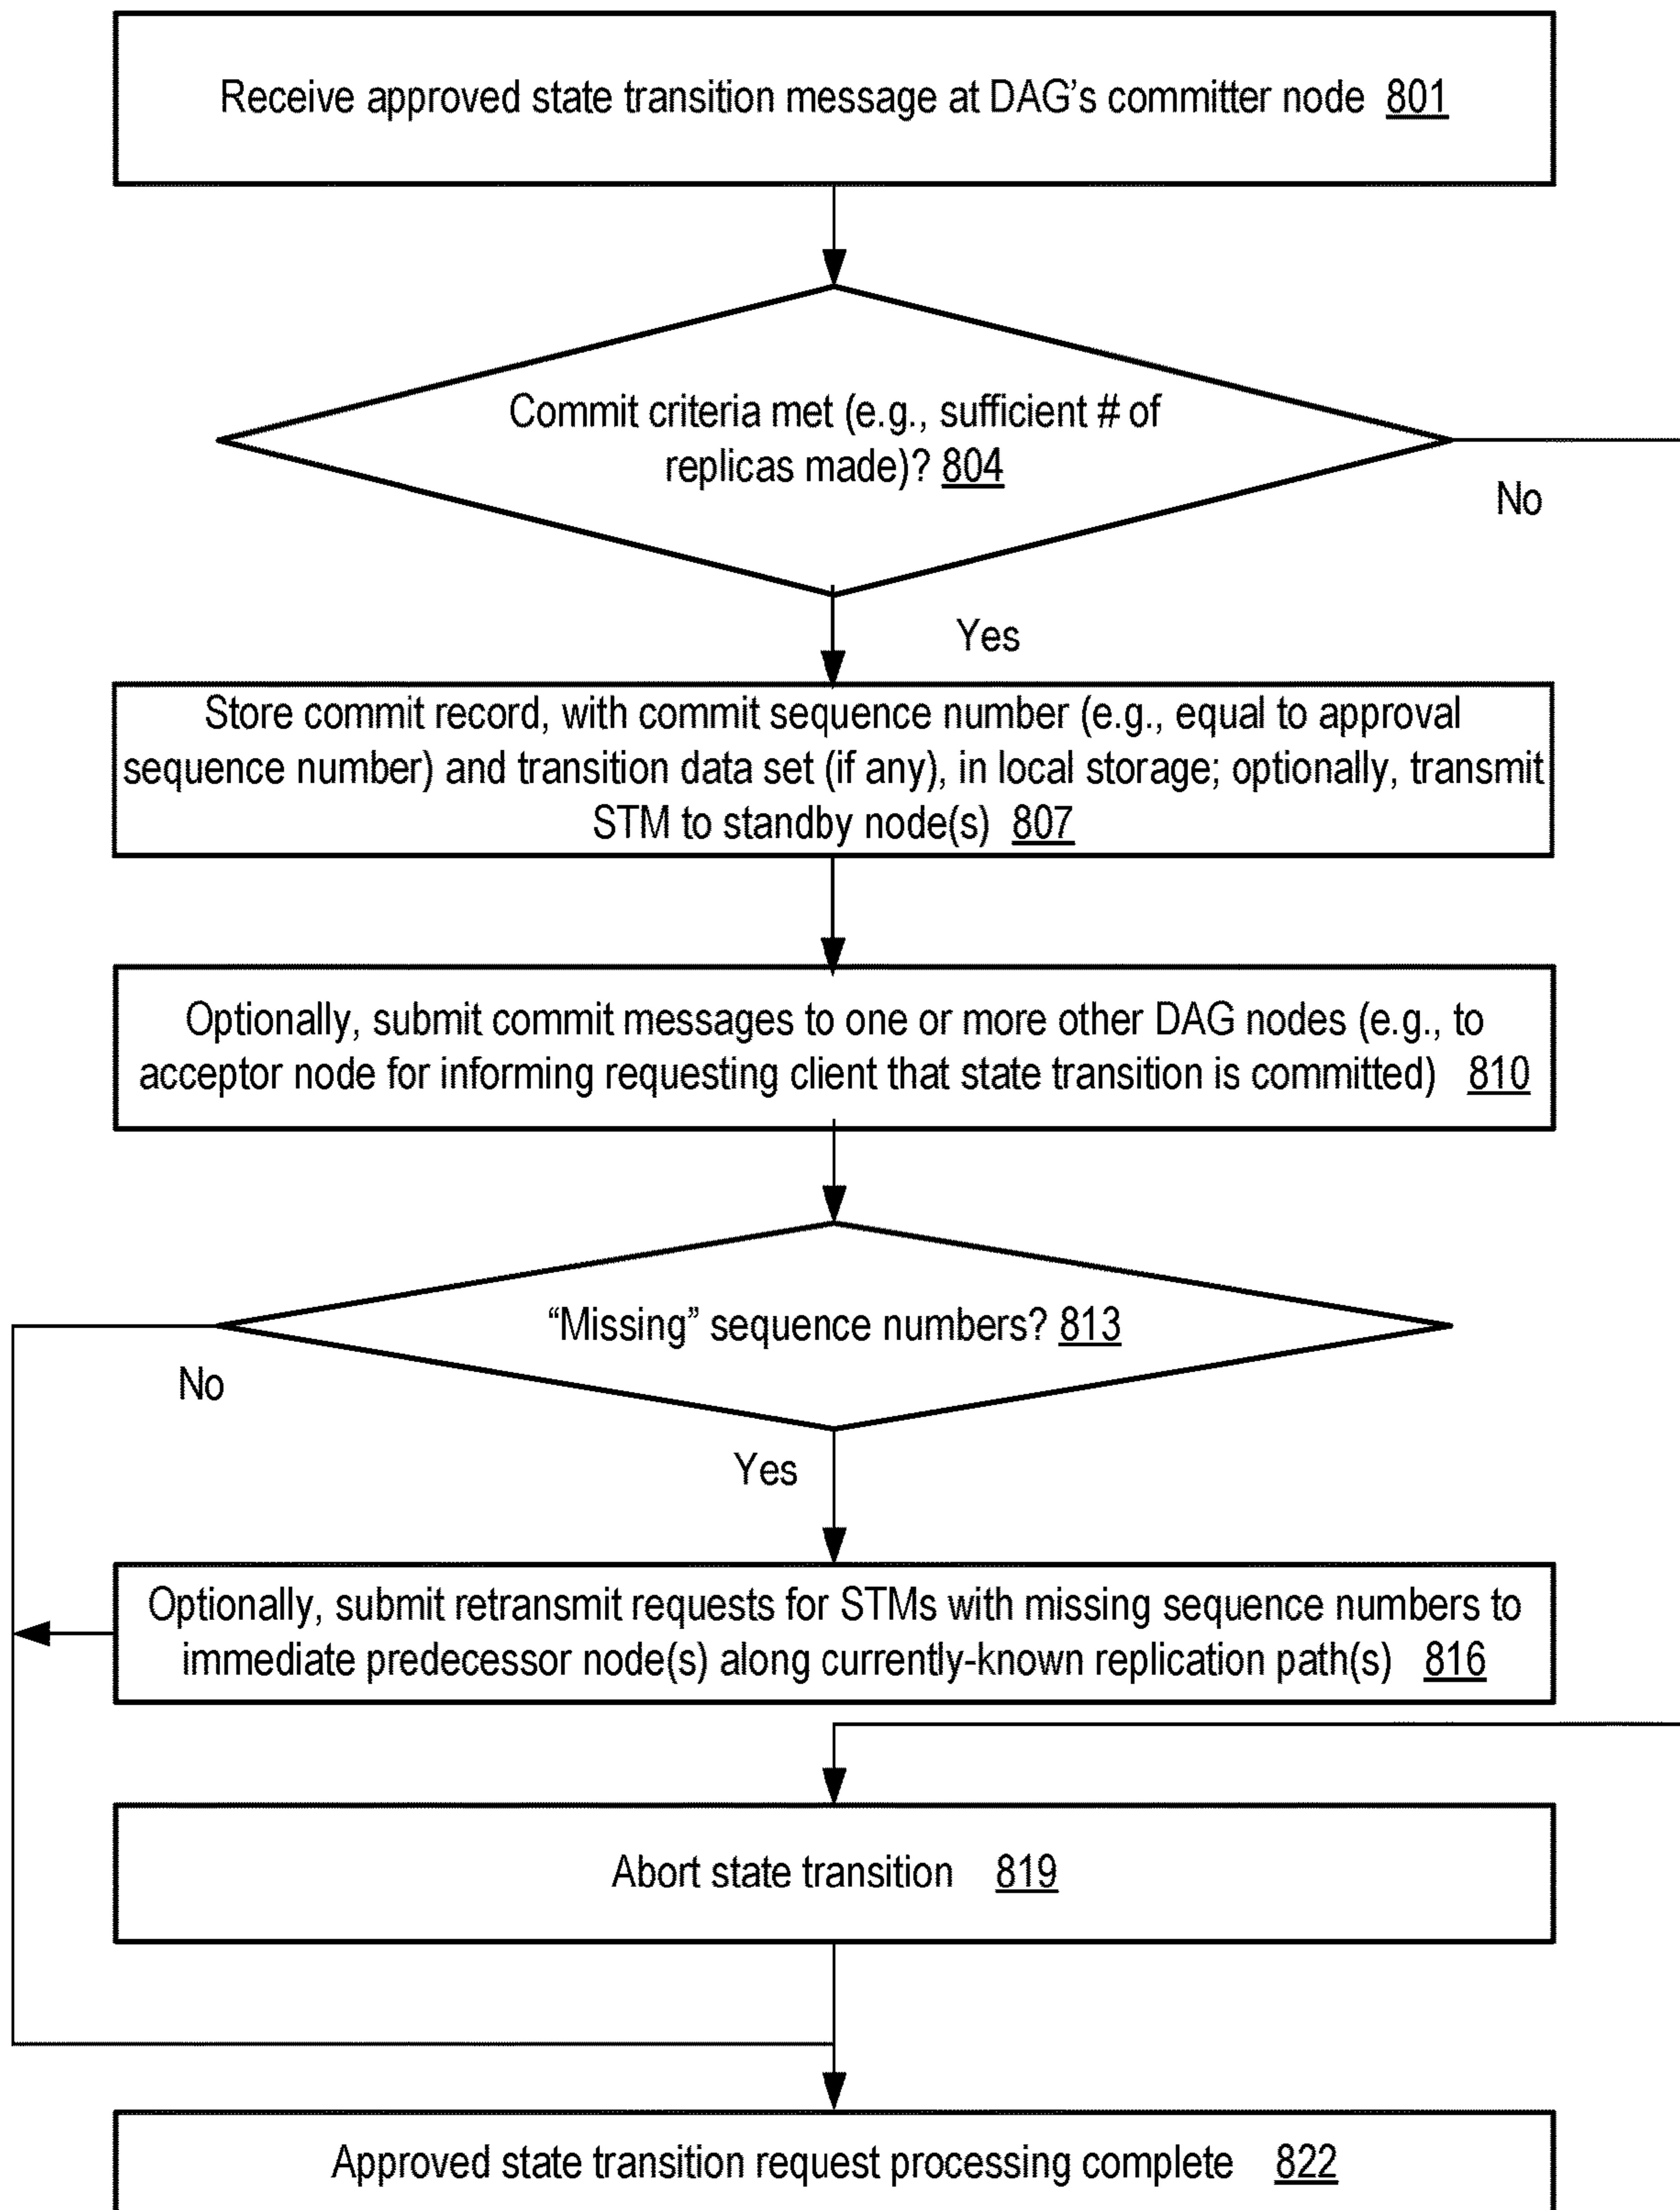 Receive approved state transition message at DAG’s committer node 801
Commit criteria met (e.g., sufficient # of
replicas made)? 804
No
Yes
Store commit record, with commit sequence number (e.g., equal to approval
sequence number) and transition data set (if any), in local storage; optionally, transmit
STM to standby node(s) 807
Optionally, submit commit messages to one or more other DAG nodes (e.g., to
acceptor node for informing requesting client that state transition is committed) 810
“Missing” sequence numbers? 813
No
Yes
Optionally, submit retransmit requests for STMs with missing sequence numbers to
immediate predecessor node(s) along currently-known replication path(s) 816
Abort state transition 819
Approved state transition request processing complete 822